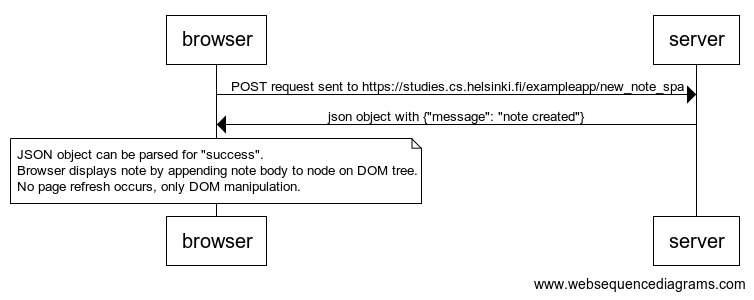 browser
server
POST request sent to https://studies.cs.helsinki.fi/exampleapp/new_note_spa
json object with {"message": "note created"}
JSON object can be parsed for "success".
Browser displays note by appending note body to node on DOM tree.
No page refresh occurs, only DOM manipulation.
browser
server
www.websequencediagrams.com